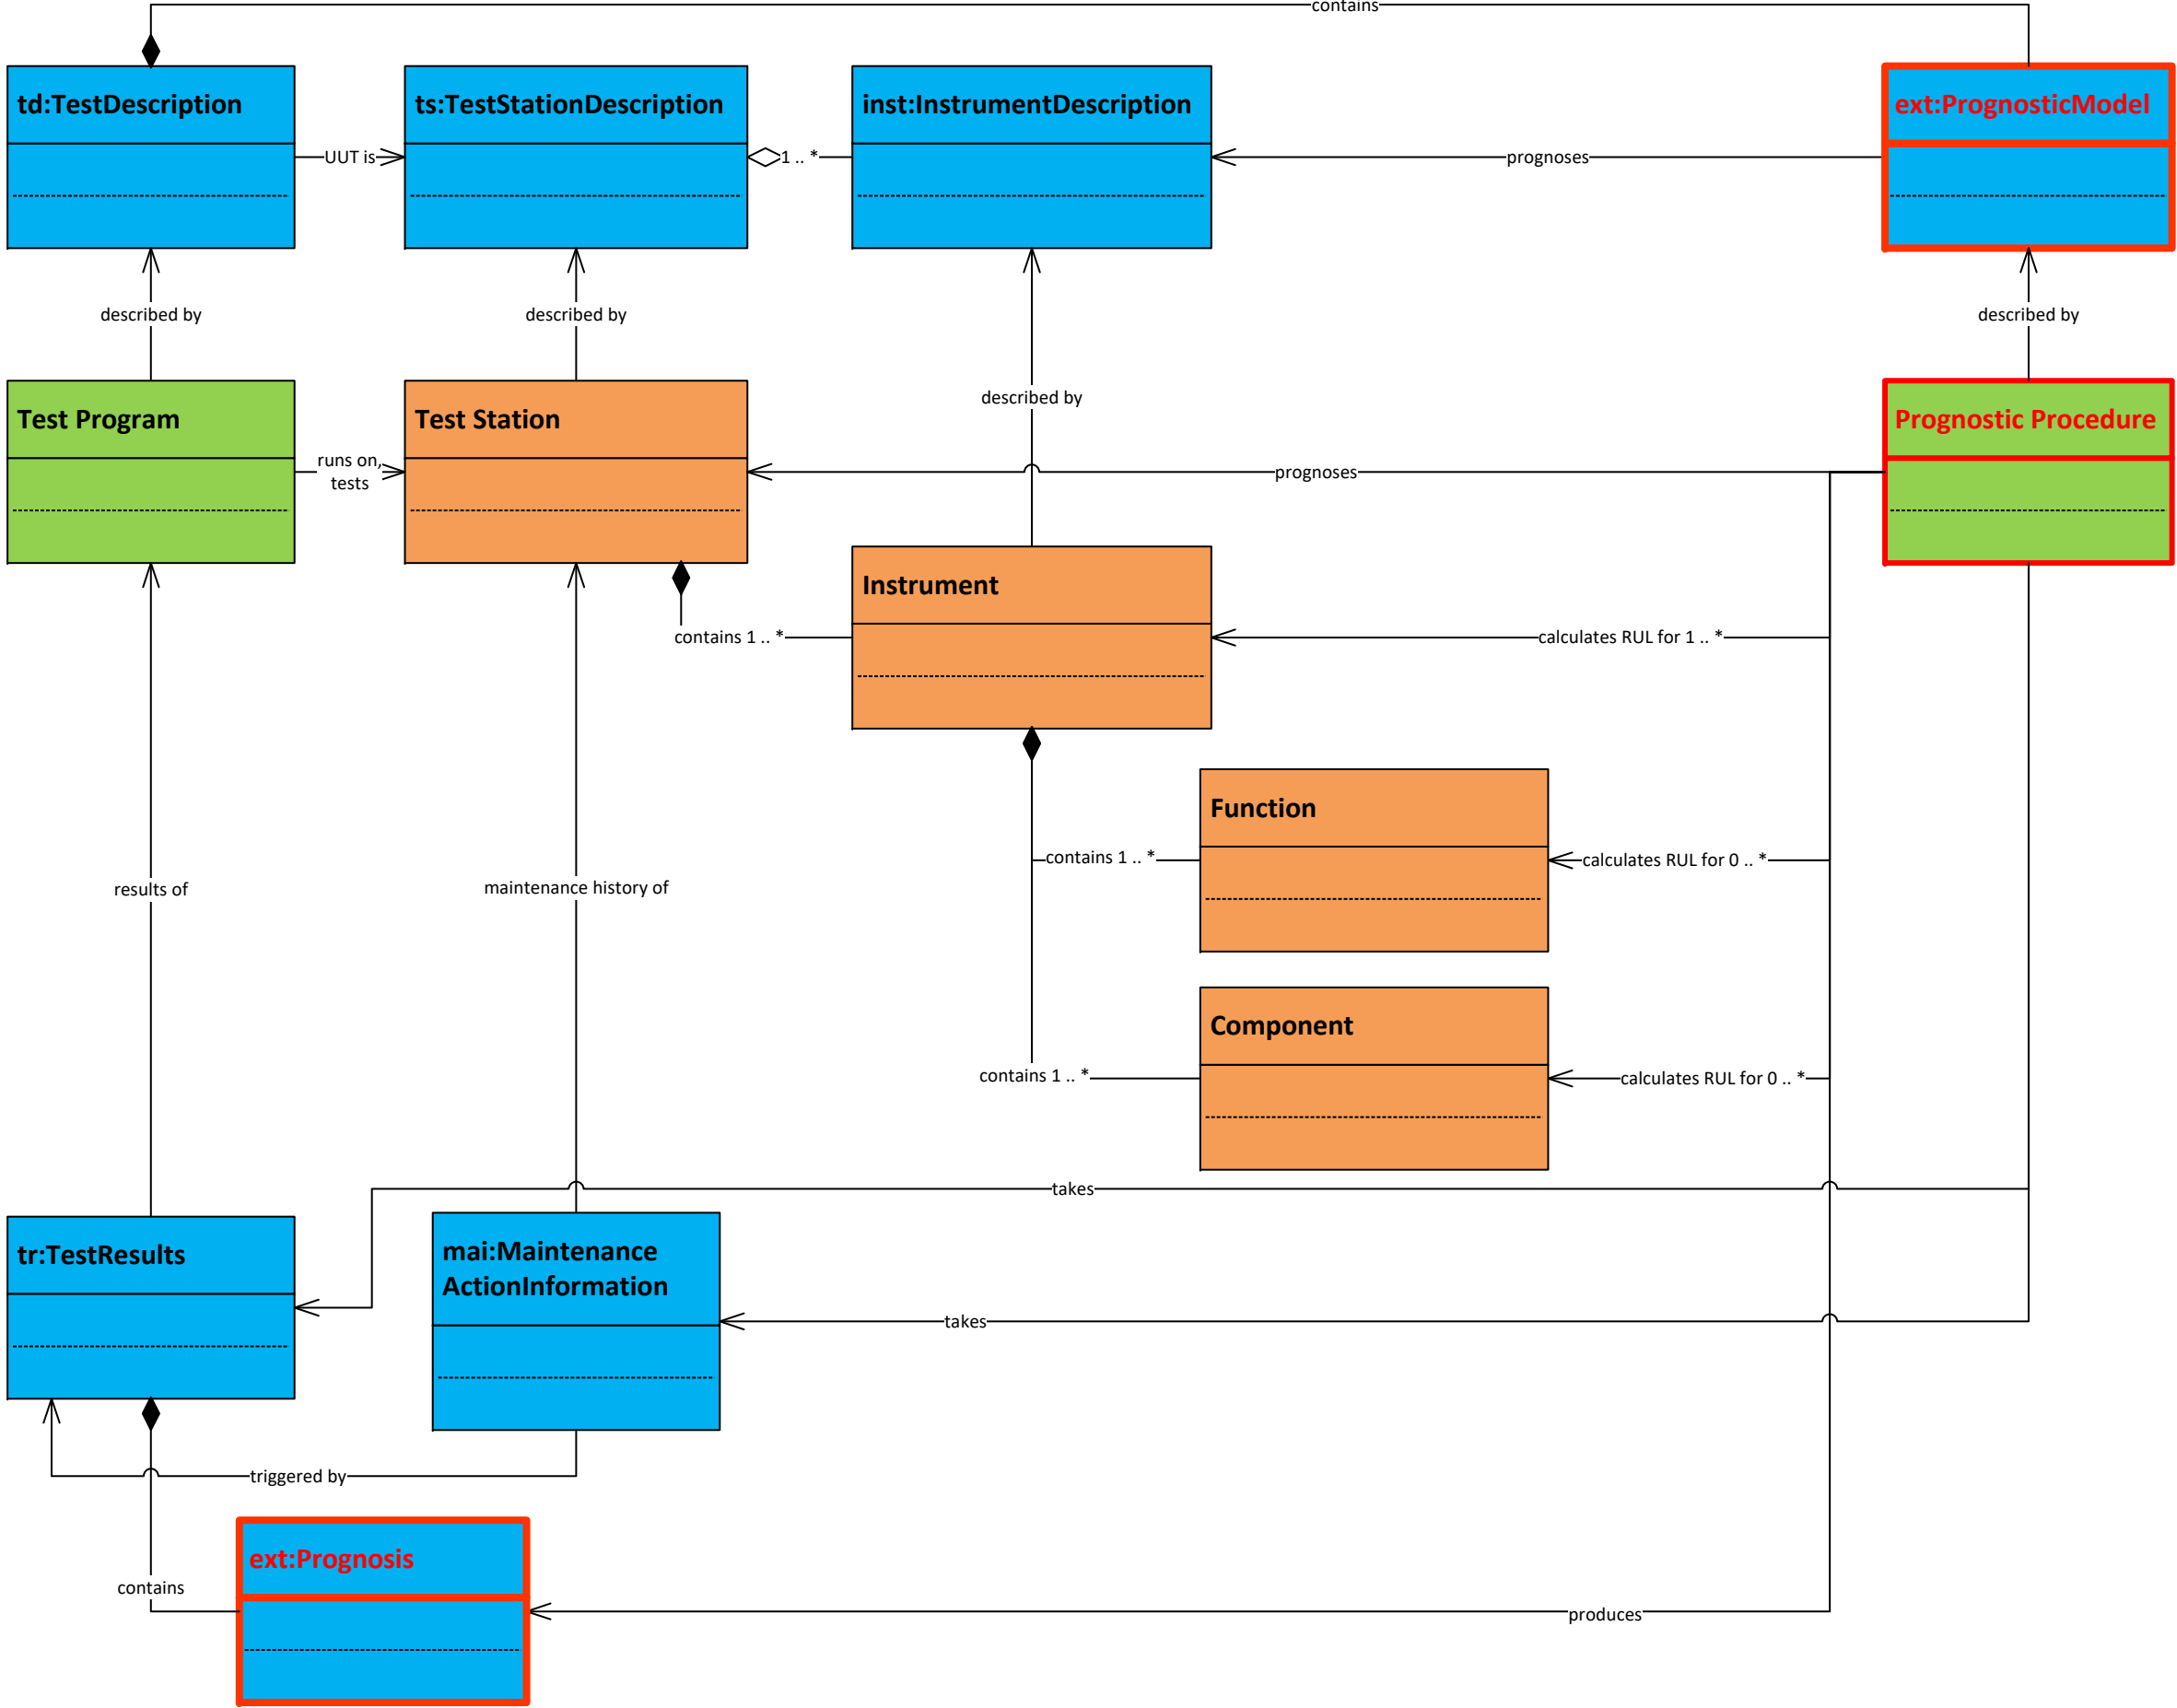 contains
td:TestDescription
ts:TestStationDescription
inst:InstrumentDescription
ext:PrognosticModel
UUT is
1 .. *
prognoses
described by
described by
described by
Test Program
Test Station
Prognostic Procedure
described by
runs on,
tests
prognoses
Instrument
contains 1 .. *
calculates RUL for 1 .. *
Function
contains 1 .. *
calculates RUL for 0 .. *
results of
maintenance history of
Component
contains 1 .. *
calculates RUL for 0 .. *
takes
tr:TestResults
mai:Maintenance
ActionInformation
takes
triggered by
ext:Prognosis
contains
produces